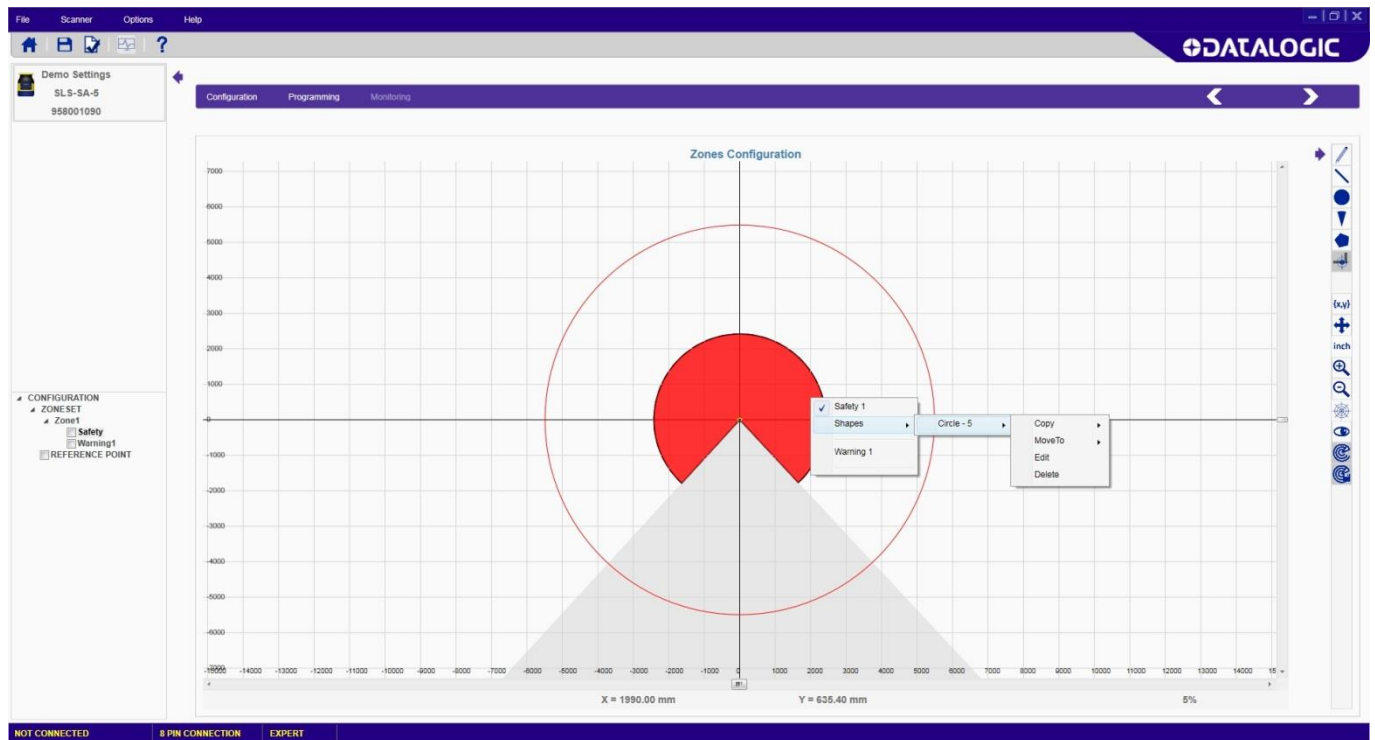 File Scanner Options Help
DATALOGIC
Demo Settings
SLS-SA-5
958001090
Configuration Programming Monitoring
Zones Configuration
7000
6000
5000
4000
3000
2000
1000
0
-1000
-2000
-3000
-4000
-5000
-6000
-15000 -14000 -13000 -12000 -11000 -10000 -9000 -8000 -7000 -6000 -5000 -4000 -3000 -2000 -1000 0 1000 2000 3000 4000 5000 6000 7000 8000 9000 10000 11000 12000 13000 14000 15
X = 1990.00 mm Y = 635.40 mm 5%
Safety 1
Shapes
Warning 1
Circle - 5
Copy
MoveTo
Edit
Delete
{x,y}
inch
CONFIGURATION
ZONESET
Zone1
Safety
Warning1
REFERENCE POINT
NOT CONNECTED 8 PIN CONNECTION EXPERT